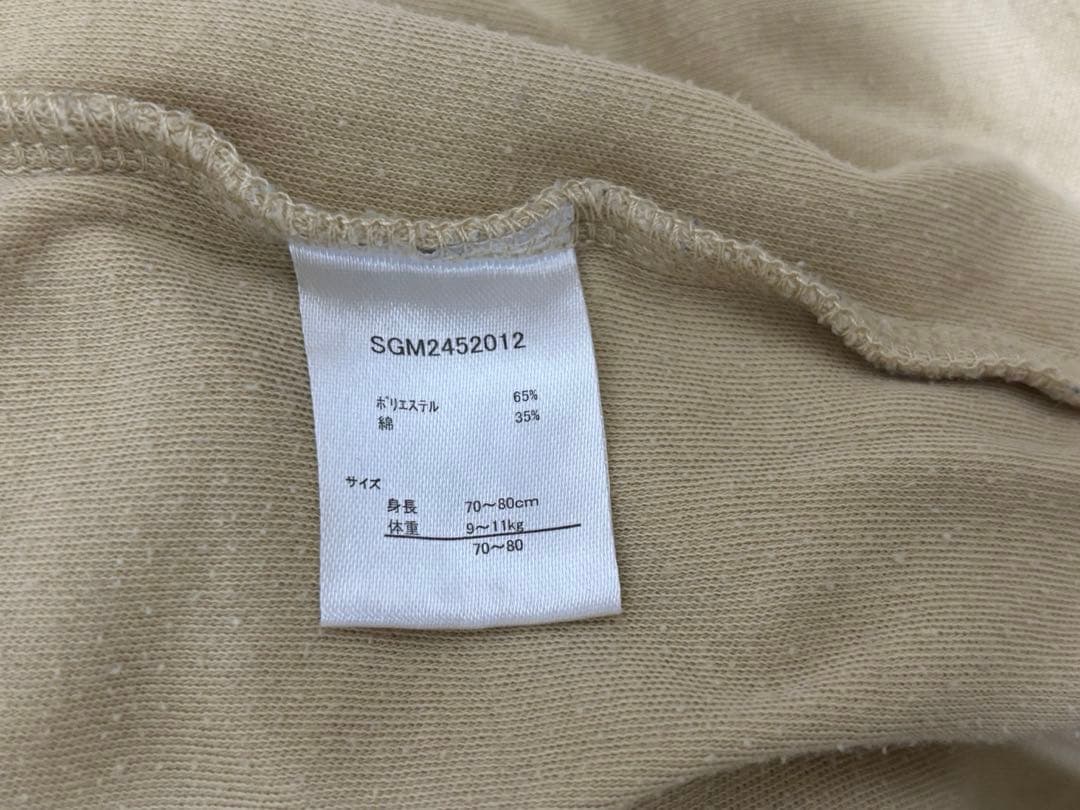 SGM2452012
ポリエステル 65%
綿 35%
サイズ
身長 70〜80cm
体重 9〜11kg
70〜80